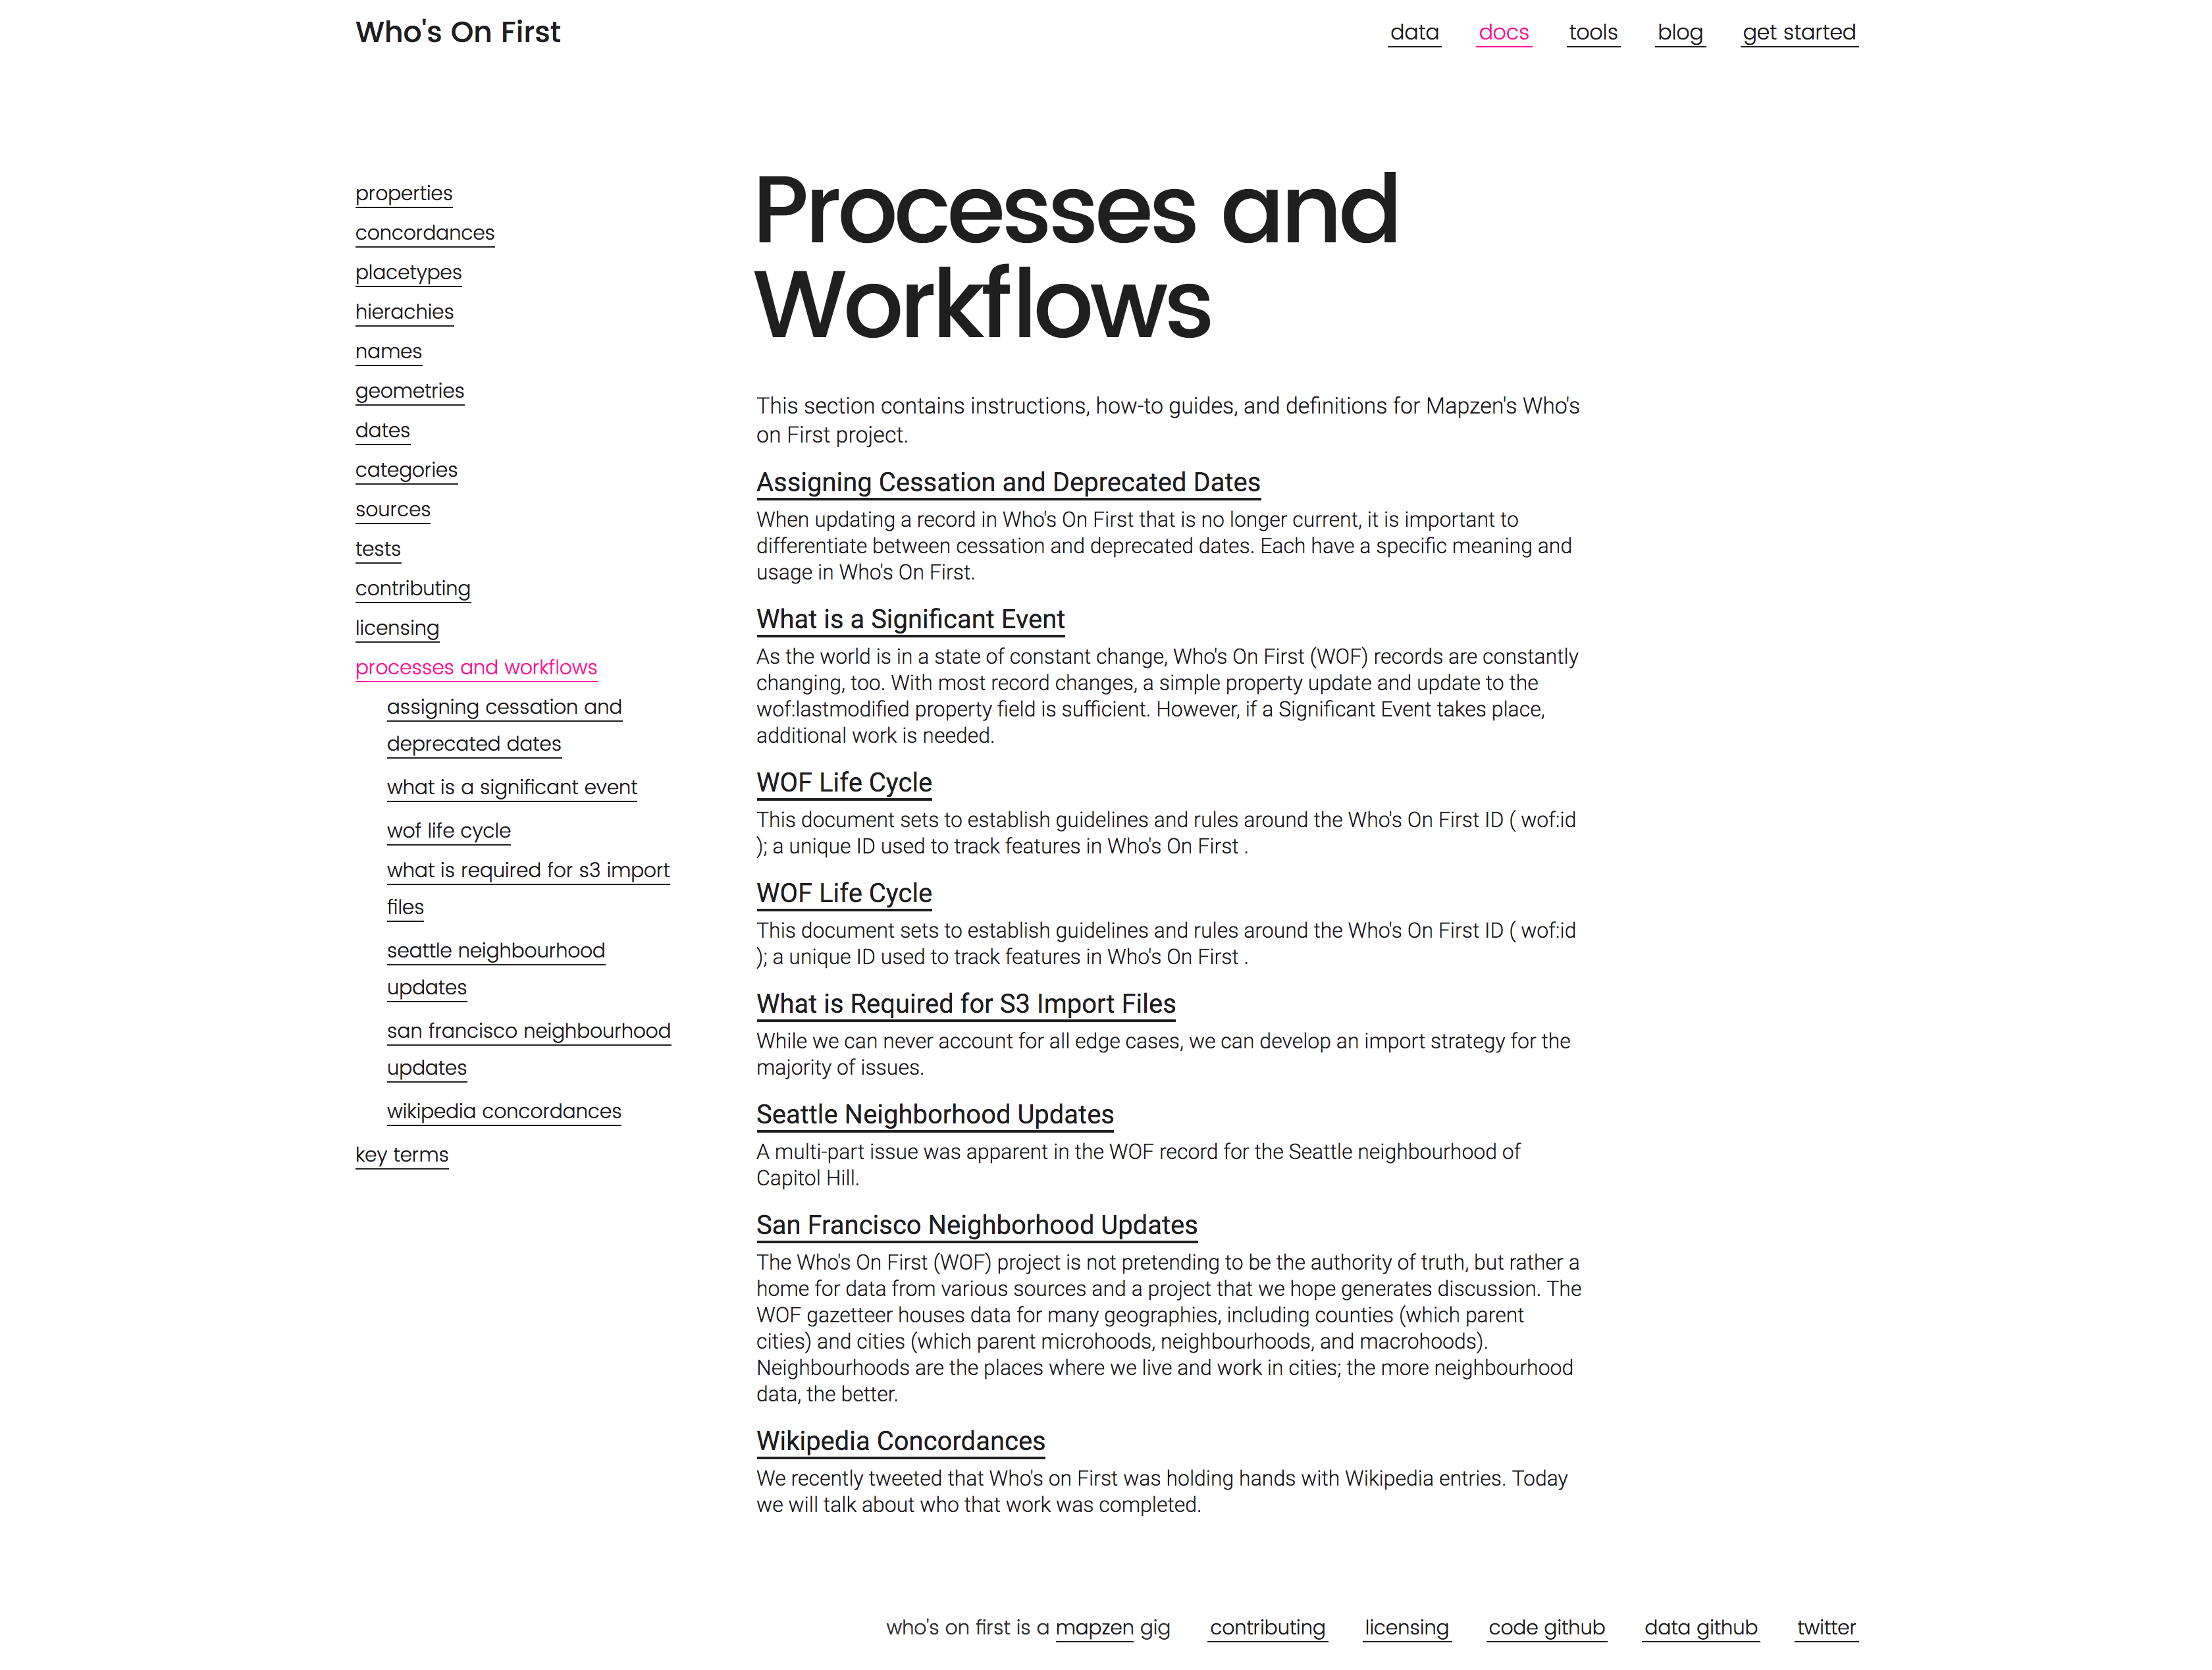 Who's On First
data docs tools blog get started
properties
concordances
placetypes
hierachies
names
geometries
dates
categories
sources
tests
contributing
licensing
processes and workflows
assigning cessation and
deprecated dates
what is a significant event
wof life cycle
what is required for s3 import
files
seattle neighbourhood
updates
san francisco neighbourhood
updates
wikipedia concordances
key terms
Processes and
Workflows
This section contains instructions, how-to guides, and definitions for Mapzen's Who's
on First project.
Assigning Cessation and Deprecated Dates
When updating a record in Who's On First that is no longer current, it is important to
differentiate between cessation and deprecated dates. Each have a specific meaning and
usage in Who's On First.
What is a Significant Event
As the world is in a state of constant change, Who's On First (WOF) records are constantly
changing, too. With most record changes, a simple property update and update to the
wof:lastmodified property field is sufficient. However, if a Significant Event takes place,
additional work is needed.
WOF Life Cycle
This document sets to establish guidelines and rules around the Who's On First ID ( wof:id
); a unique ID used to track features in Who's On First .
WOF Life Cycle
This document sets to establish guidelines and rules around the Who's On First ID ( wof:id
); a unique ID used to track features in Who's On First .
What is Required for S3 Import Files
While we can never account for all edge cases, we can develop an import strategy for the
majority of issues.
Seattle Neighborhood Updates
A multi-part issue was apparent in the WOF record for the Seattle neighbourhood of
Capitol Hill.
San Francisco Neighborhood Updates
The Who's On First (WOF) project is not pretending to be the authority of truth, but rather a
home for data from various sources and a project that we hope generates discussion. The
WOF gazetteer houses data for many geographies, including counties (which parent
cities) and cities (which parent microhoods, neighbourhoods, and macrohoods).
Neighbourhoods are the places where we live and work in cities; the more neighbourhood
data, the better.
Wikipedia Concordances
We recently tweeted that Who's on First was holding hands with Wikipedia entries. Today
we will talk about who that work was completed.
who's on first is a mapzen gig contributing licensing code github data github twitter